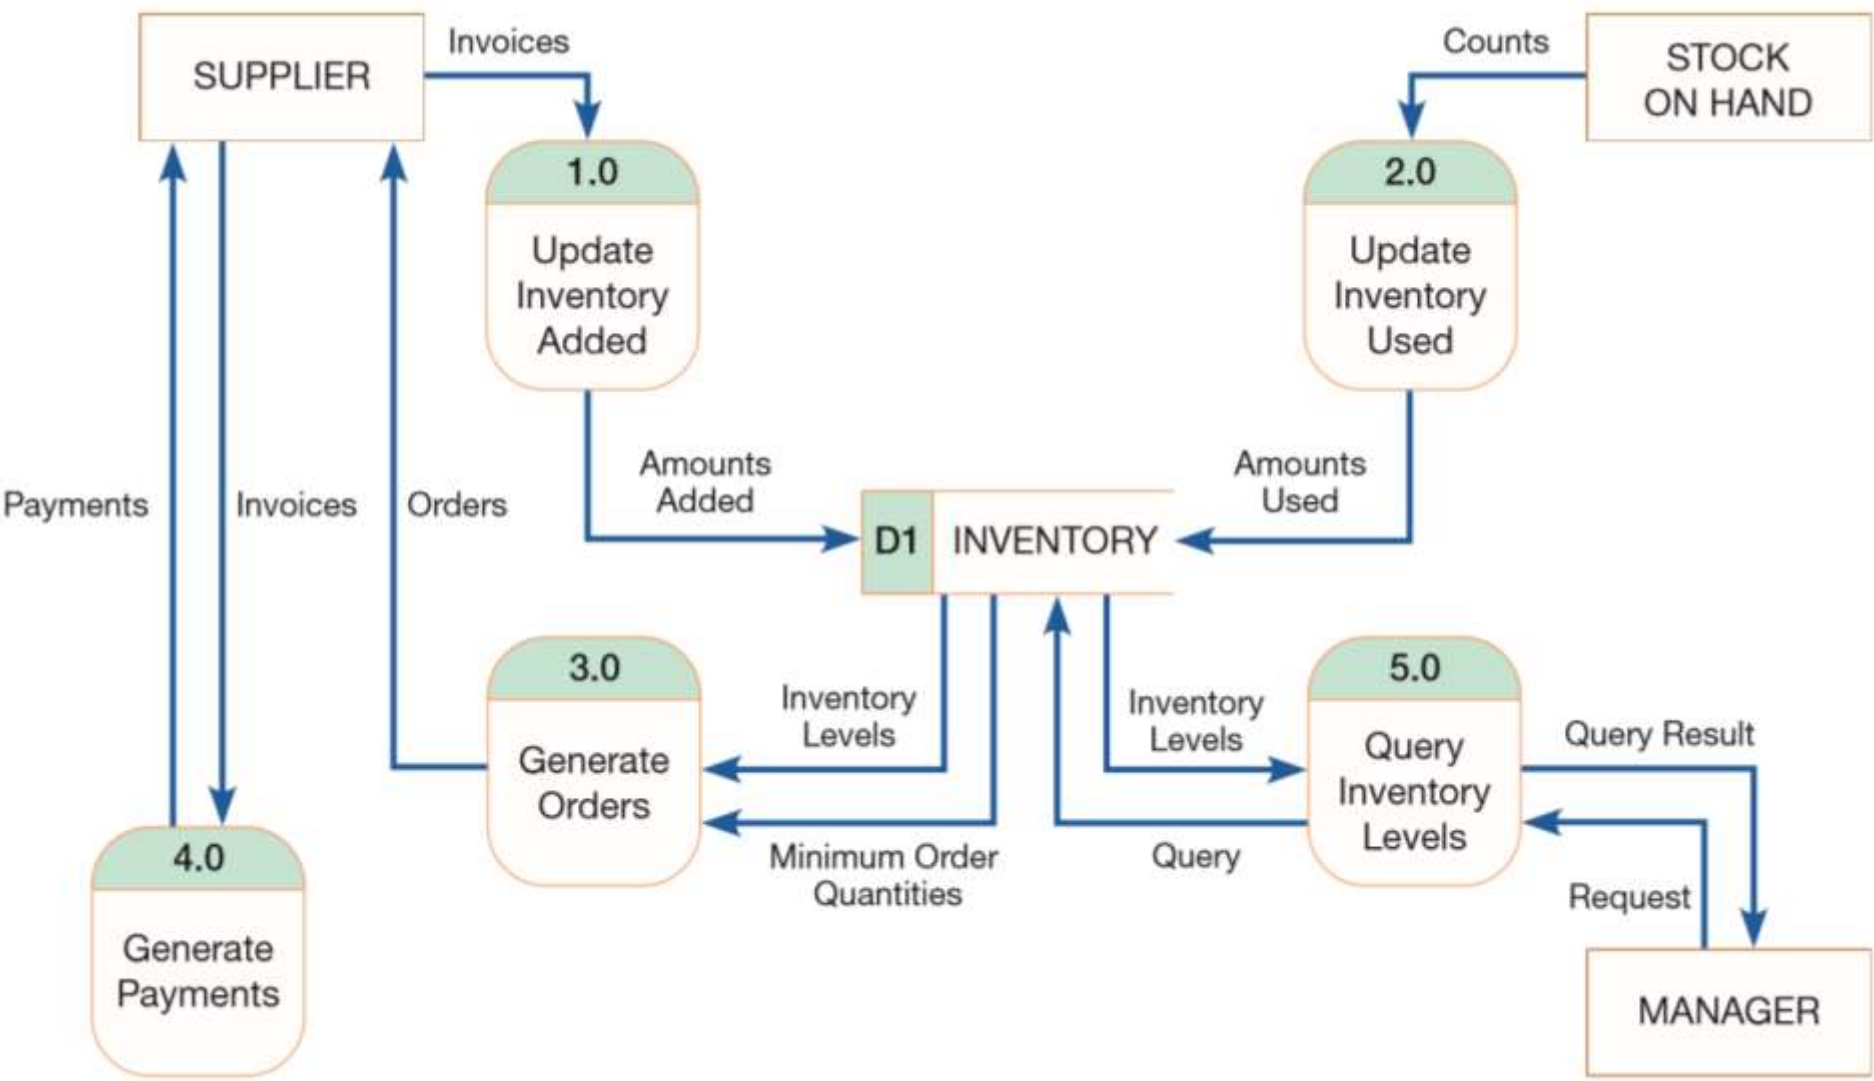 SUPPLIER
Invoices
Counts
STOCK
ON HAND
1.0
Update
Inventory
Added
2.0
Update
Inventory
Used
Payments
Invoices
Orders
Amounts
Added
Amounts
Used
D1 INVENTORY
3.0
Generate
Orders
Inventory
Levels
Minimum Order
Quantities
Inventory
Levels
Query
5.0
Query
Inventory
Levels
Query Result
Request
4.0
Generate
Payments
MANAGER